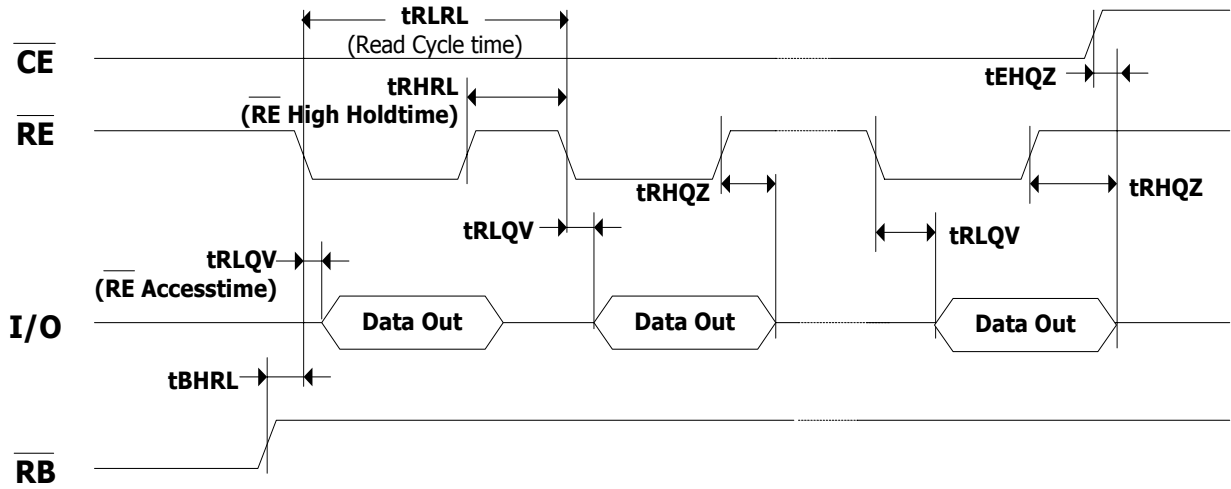 tRLRL
(Read Cycle time)
CE
tEHQZ
tRHRL
(RE High Holdtime)
RE
tRHQZ
tRHQZ
tRLQV
tRLQV
tRLQV
(RE Accesstime)
I/O
Data Out
Data Out
Data Out
tBHRL
RB